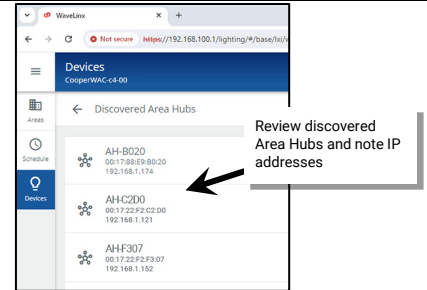 WaveLinx
Not secure https://192.168.100.1/lighting/#/base/lxi/
Devices
CooperWAC-c4-00
Areas
Discovered Area Hubs
Schedule
Devices
AH-B020
00:17:88:E9:B0:20
192.168.1.174
AH-C2D0
00:17:22:F2:C2:00
192.168.1.121
AH-F307
00:17:22:F2:F3:07
192.168.1.152
Review discovered
Area Hubs and note IP
addresses